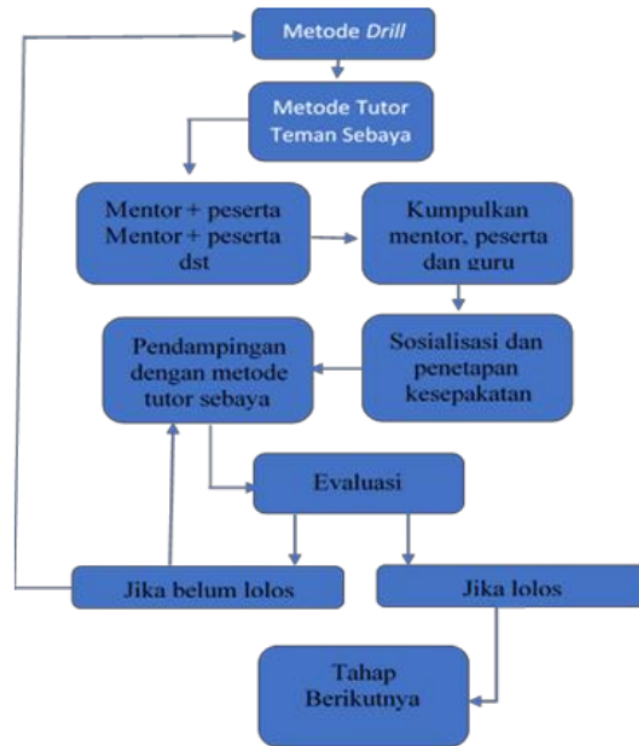 Metode Drill
Metode Tutor
Teman Sebaya
Mentor + peserta
Mentor + peserta
dst
Kumpulkan
mentor, peserta
dan guru
Sosialisasi dan
penetapan
kesepakatan
Pendampingan
dengan metode
tutor sebaya
Evaluasi
Jika belum lolos
Jika lolos
Tahap
Berikutnya